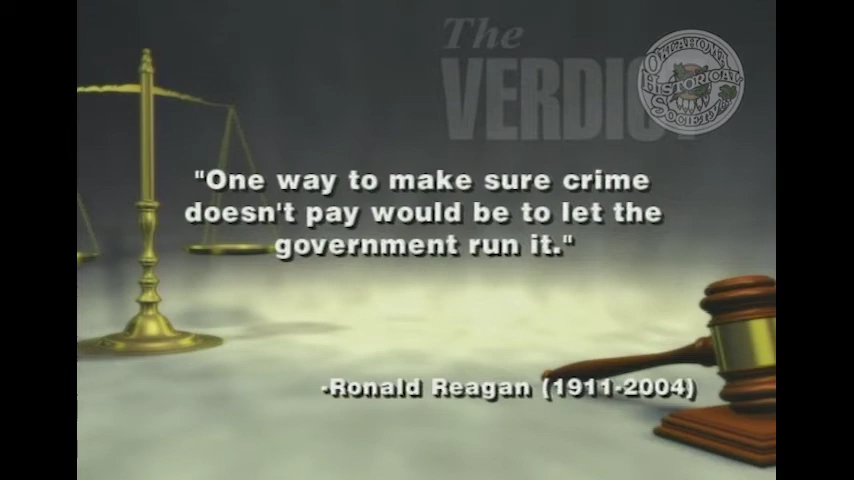 The
VERDICT
OKLAHOMA
HISTORICAL
SOCIETY
"One way to make sure crime
doesn't pay would be to let the
government run it."
-Ronald Reagan (1911-2004)